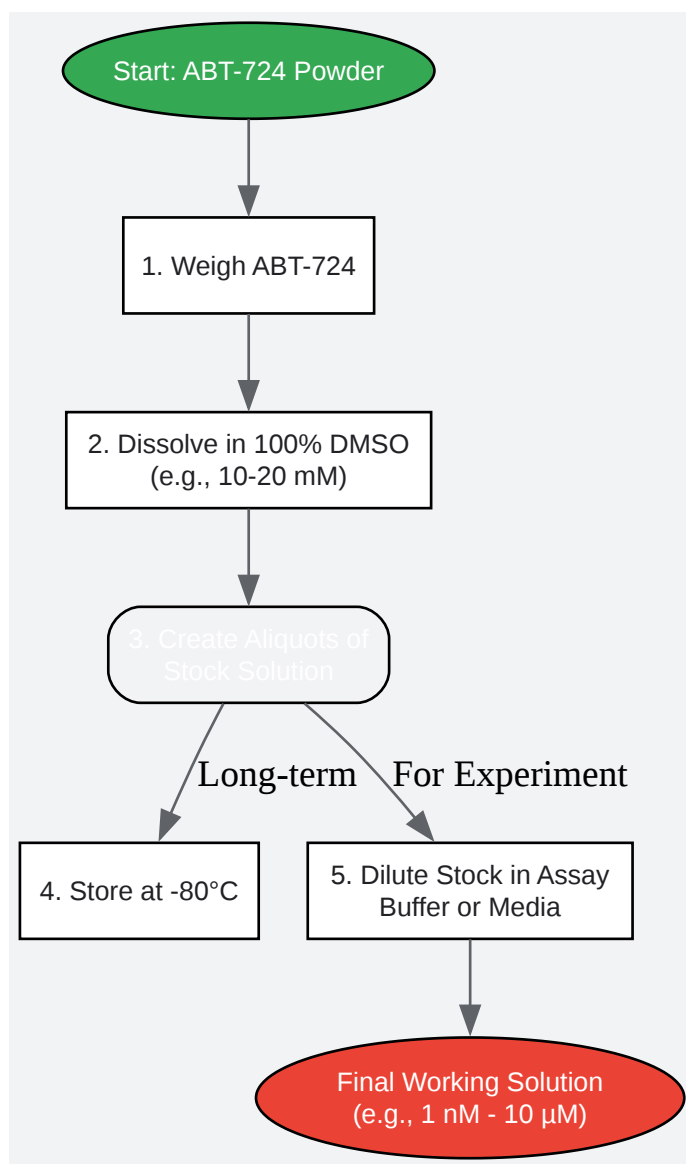 Start: ABT-724 Powder
1. Weigh ABT-724
2. Dissolve in 100% DMSO
(e.g., 10-20 mM)
3. Create Aliquots of
Stock Solution
Long-term
For Experiment
4. Store at -80°C
5. Dilute Stock in Assay
Buffer or Media
Final Working Solution
(e.g., 1 nM - 10 µM)